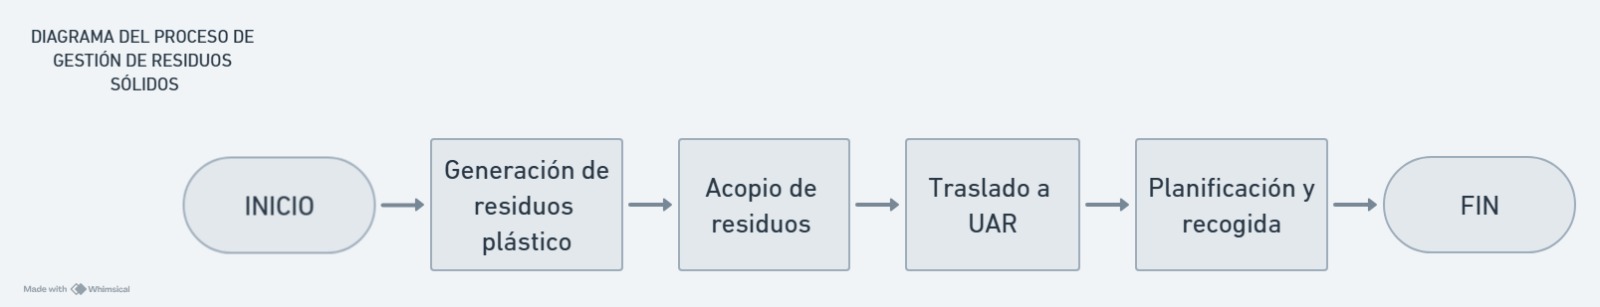 DIAGRAMA DEL PROCESO DE
GESTIÓN DE RESIDUOS
SÓLIDOS
INICIO
Generación de
residuos
plástico
Acopio de
residuos
Traslado a
UAR
Planificación y
recogida
FIN
Made with Whimsical